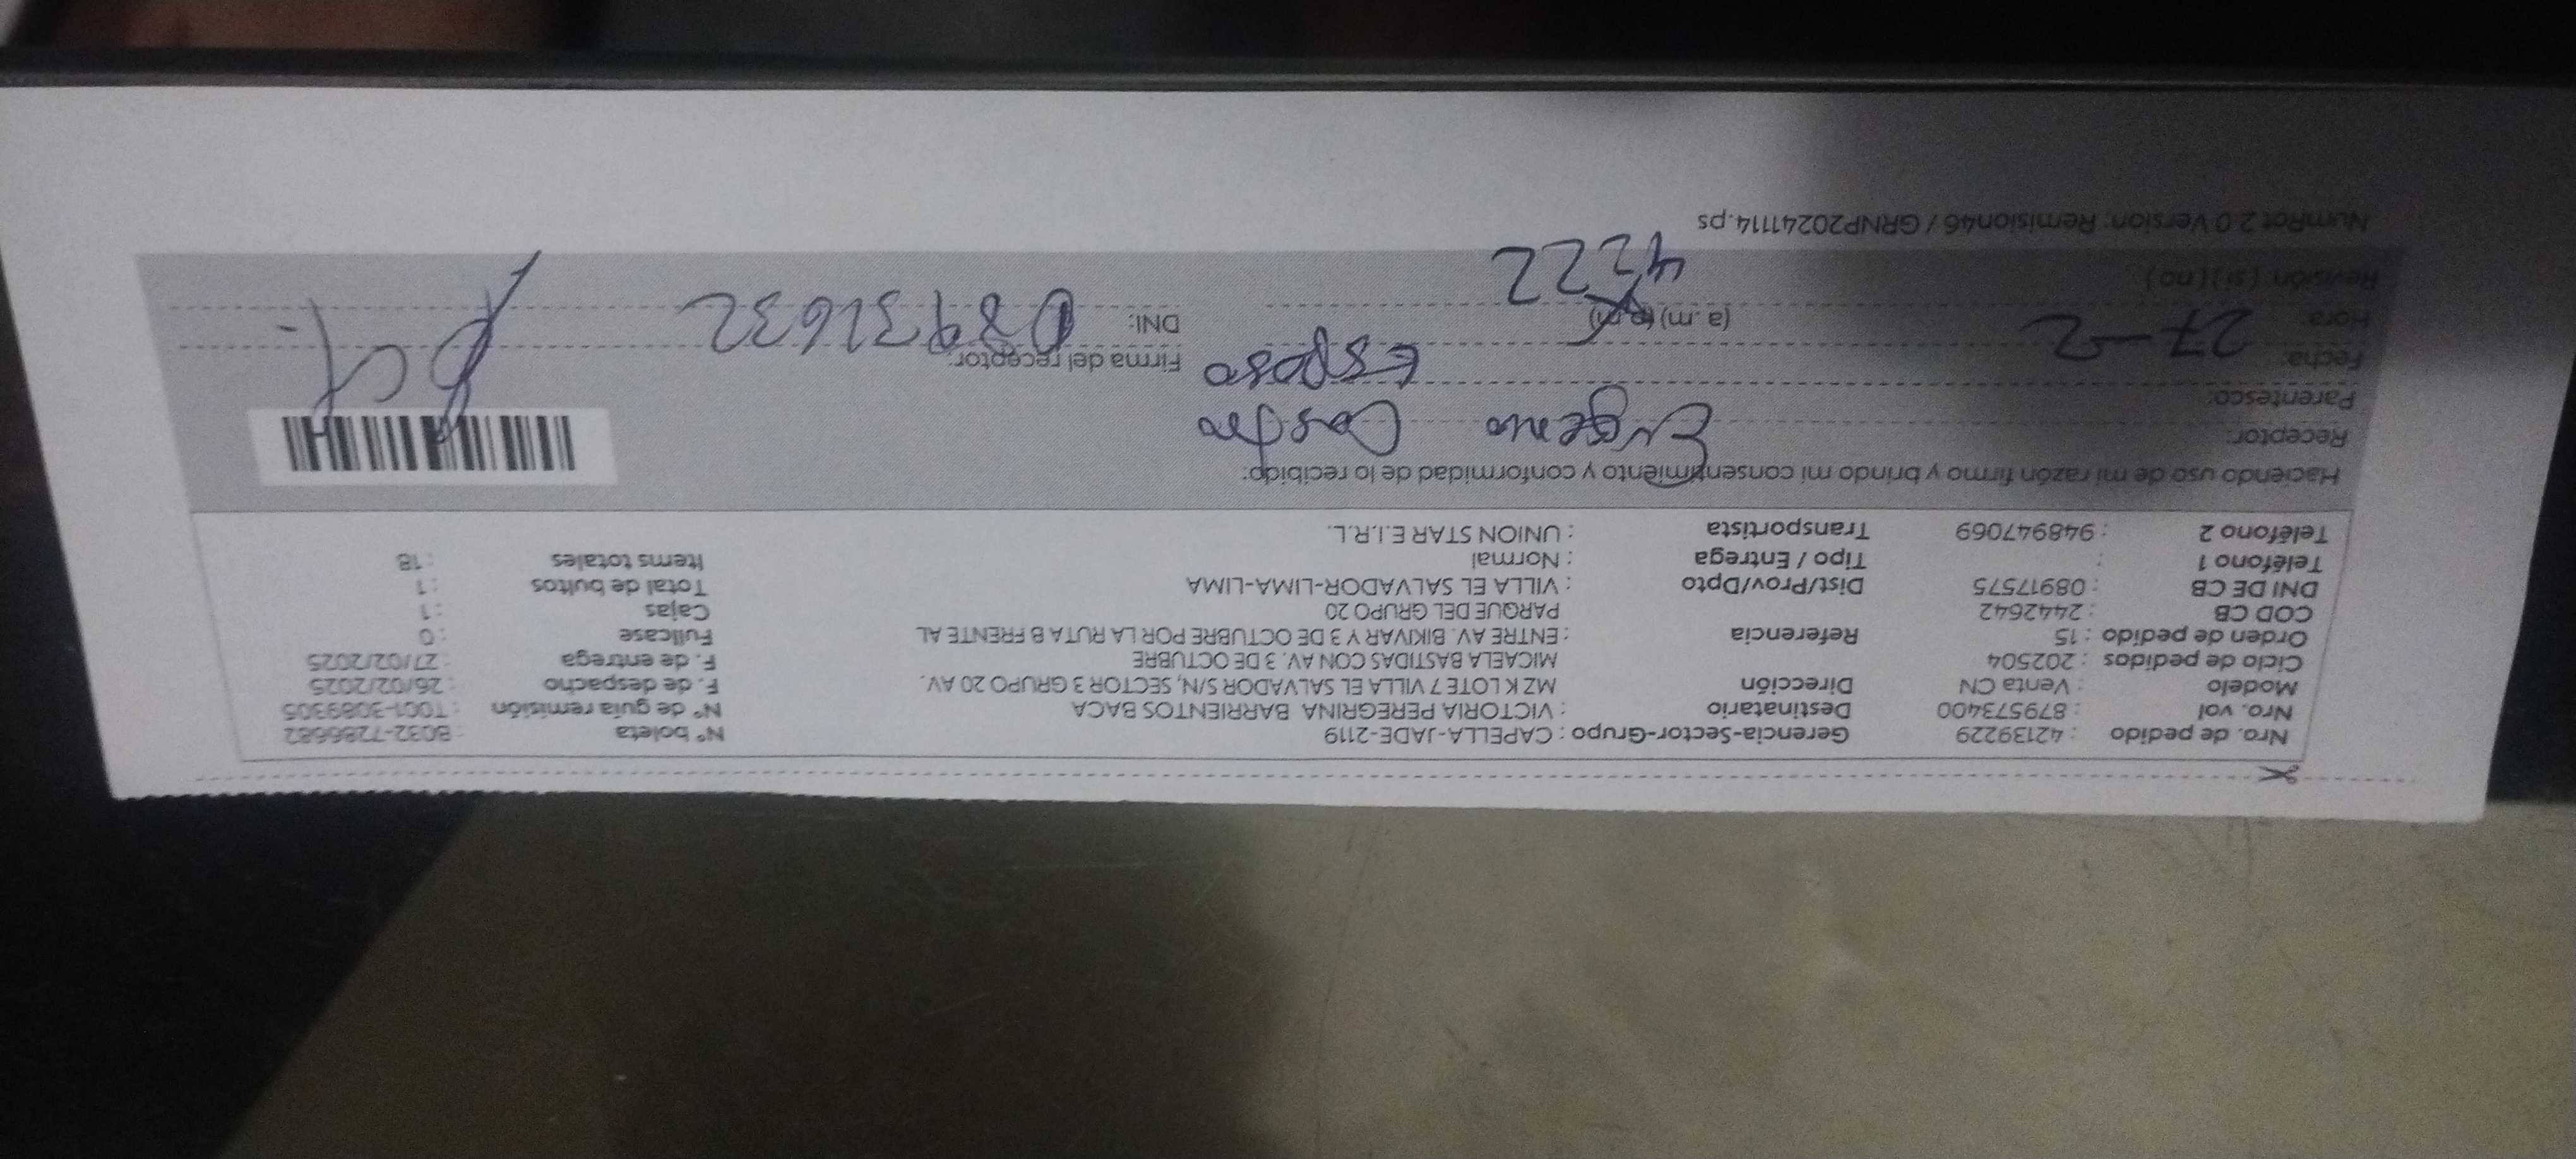 Nro. de pedido : 42139229 Gerencia-Sector-Grupo : CAPELLA-JADE-2119 N° boleta : B032-7286682
Nro. vol : 879573400 Destinatario : VICTORIA PEREGRINA BARRIENTOS BACA N° de guía remisión : T001-3089305
Modelo : Venta CN Dirección MZ K LOTE 7 VILLA EL SALVADOR S/N, SECTOR 3 GRUPO 20 AV. F. de despacho : 26/02/2025
Ciclo de pedidos : 202504 MICAELA BASTIDAS CON AV. 3 DE OCTUBRE F. de entrega : 27/02/2025
Orden de pedido : 15 Referencia : ENTRE AV. BIKIVAR Y 3 DE OCTUBRE POR LA RUTA B FRENTE AL Fullcase : 0
COD CB : 2442642 PARQUE DEL GRUPO 20 Cajas : 1
DNI DE CB : 08917575 Dist/Prov/Dpto : VILLA EL SALVADOR-LIMA-LIMA Total de bultos : 1
Teléfono 1 : Tipo / Entrega : Normal Items totales : 18
Teléfono 2 : 948947069 Transportista : UNION STAR E.I.R.L.
Haciendo uso de mi razón firmo y brindo mi consentimiento y conformidad de lo recibido:
Receptor: Eugenio Castro
Parentesco: Esposo
Fecha: 27-2 Firma del receptor:
Hora (a.m) (p.m) DNI: 08931632
Revisión (si) (no) 4222
NumRot 2.0 Version: Remision46 / GRNP20241114.ps